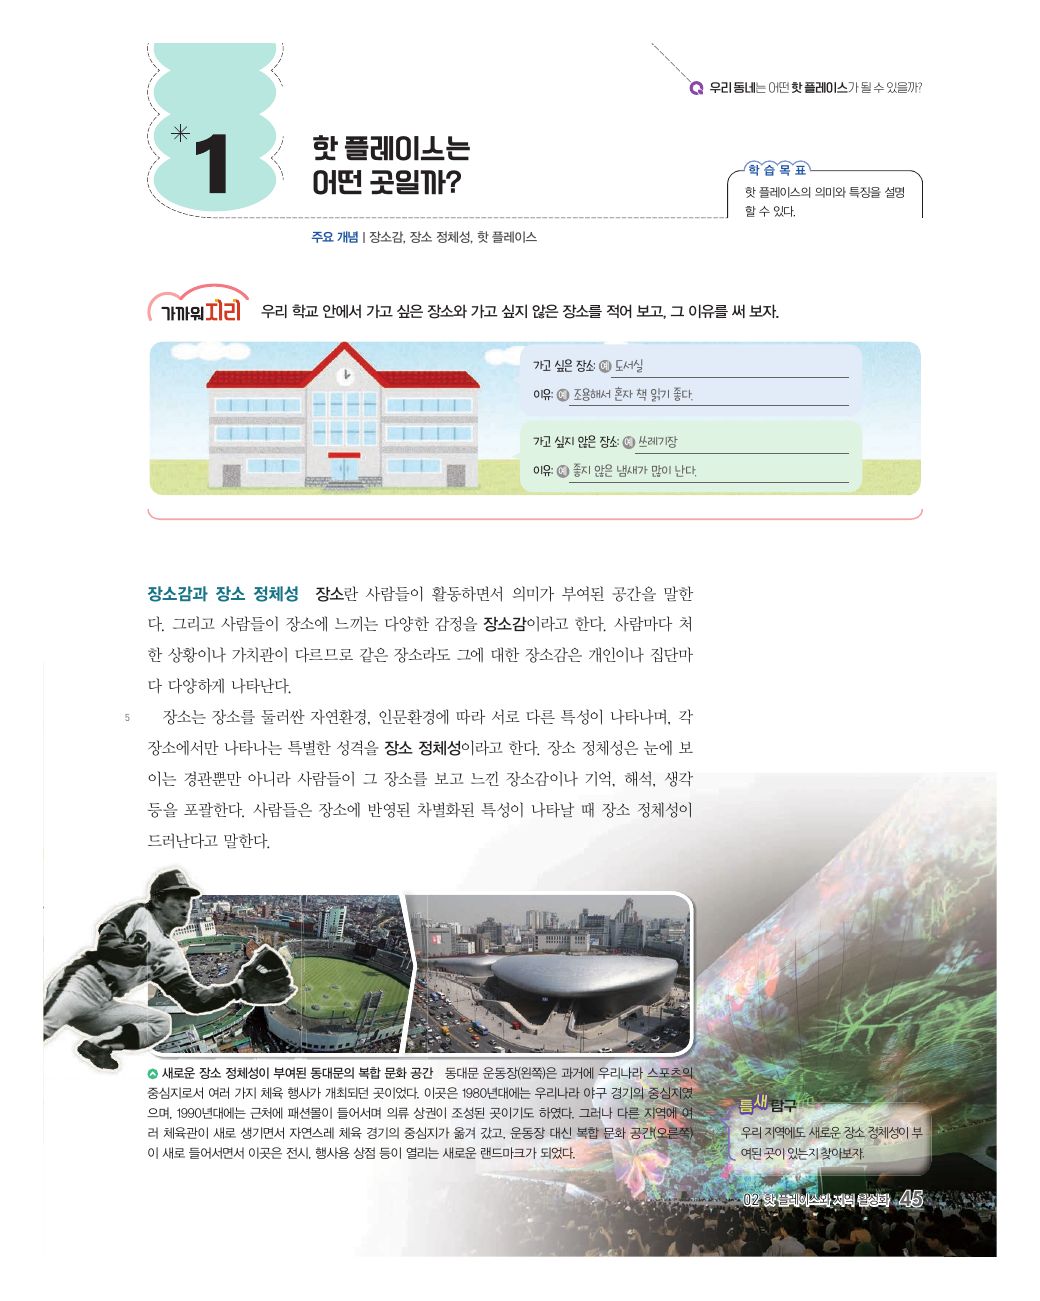 우리 동네는 어떤 핫 플레이스가 될 수 있을까?
1
핫 플레이스는
어떤 곳일까?
학습 목표
핫 플레이스의 의미와 특징을 설명
할 수 있다.
주요 개념 | 장소감, 장소 정체성, 핫 플레이스
가까워지리 우리 학교 안에서 가고 싶은 장소와 가고 싶지 않은 장소를 적어 보고, 그 이유를 써 보자.
가고 싶은 장소: 예 도서실
이유: 예 조용해서 혼자 책 읽기 좋다.
가고 싶지 않은 장소: 예 쓰레기장
이유: 예 좋지 않은 냄새가 많이 난다.
장소감과 장소 정체성 장소란 사람들이 활동하면서 의미가 부여된 공간을 말한
다. 그리고 사람들이 장소에 느끼는 다양한 감정을 장소감이라고 한다. 사람마다 처
한 상황이나 가치관이 다르므로 같은 장소라도 그에 대한 장소감은 개인이나 집단마
다 다양하게 나타난다.
5 장소는 장소를 둘러싼 자연환경, 인문환경에 따라 서로 다른 특성이 나타나며, 각
장소에서만 나타나는 특별한 성격을 장소 정체성이라고 한다. 장소 정체성은 눈에 보
이는 경관뿐만 아니라 사람들이 그 장소를 보고 느낀 장소감이나 기억, 해석, 생각
등을 포괄한다. 사람들은 장소에 반영된 차별화된 특성이 나타날 때 장소 정체성이
드러난다고 말한다.
새로운 장소 정체성이 부여된 동대문의 복합 문화 공간 동대문 운동장(왼쪽)은 과거에 우리나라 스포츠의
중심지로서 여러 가지 체육 행사가 개최되던 곳이었다. 이곳은 1980년대에는 우리나라 야구 경기의 중심지였
으며, 1990년대에는 근처에 패션몰이 들어서며 의류 상권이 조성된 곳이기도 하였다. 그러나 다른 지역에 여
러 체육관이 새로 생기면서 자연스레 체육 경기의 중심지가 옮겨 갔고, 운동장 대신 복합 문화 공간(오른쪽)
이 새로 들어서면서 이곳은 전시, 행사용 상점 등이 열리는 새로운 랜드마크가 되었다.
틈새 탐구
우리 지역에도 새로운 장소 정체성이 부
여된 곳이 있는지 찾아보자.
02 핫 플레이스와 지역 활성화 45